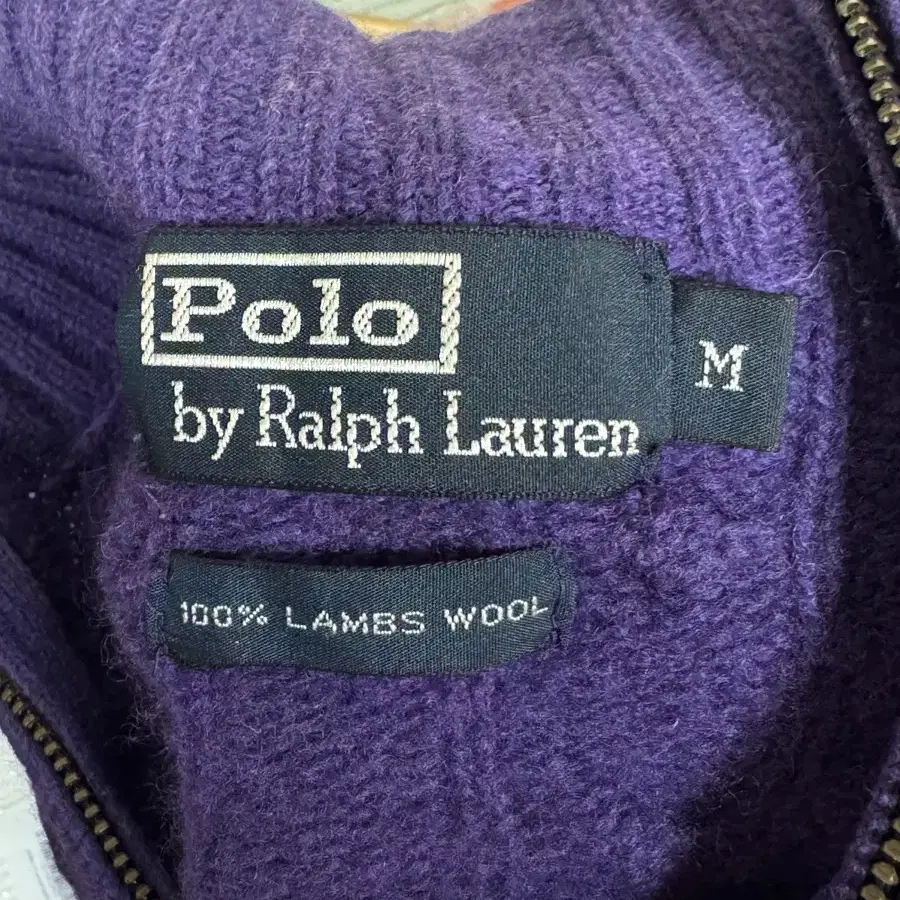 Polo
by Ralph Lauren
M
100% LAMBS WOOL